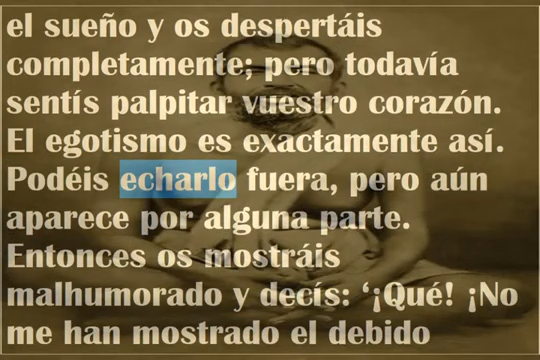 el sueño y os despertáis
completamente; pero todavía
sentís palpitar vuestro corazón.
El egotismo es exactamente así.
Podéis echarlo fuera, pero aún
aparece por alguna parte.
Entonces os mostráis
malhumorado y decís: ‘¡Qué! ¡No
me han mostrado el debido